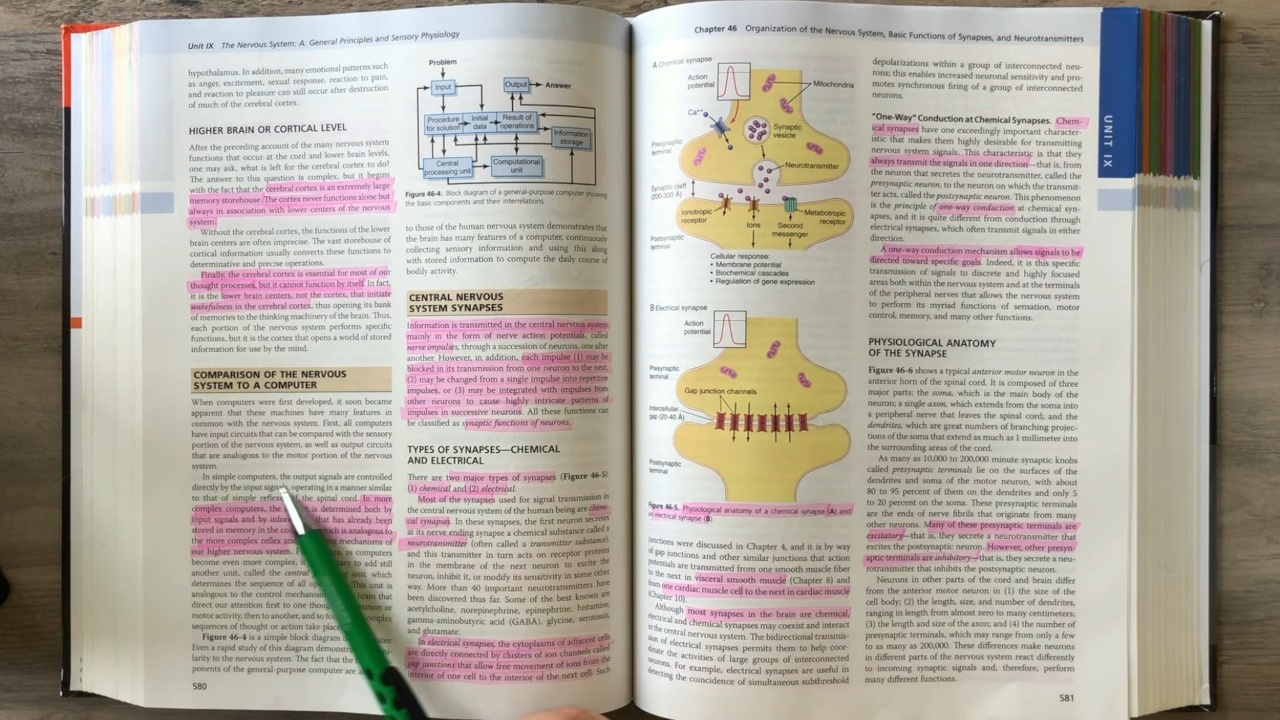 Unit IX The Nervous System: A. General Principles and Sensory Physiology
hypothalamus. In addition, many emotional patterns such
as anger, excitement, sexual response, reaction to pain,
and reaction to pleasure can still occur after destruction
of much of the cerebral cortex.
HIGHER BRAIN OR CORTICAL LEVEL
After the preceding account of the many nervous system
functions that occur at the cord and lower brain levels,
one may ask, what is left for the cerebral cortex to do?
The answer to this question is complex, but it begins
with the fact that the cerebral cortex is an extremely large
memory storehouse. The cortex never functions alone but
always in association with lower centers of the nervous
system.
Without the cerebral cortex, the functions of the lower
brain centers are often imprecise. The vast storehouse of
cortical information usually converts these functions to
determinative and precise operations.
Finally, the cerebral cortex is essential for most of our
thought processes, but it cannot function by itself. In fact,
it is the lower brain centers, not the cortex, that initiate
wakefulness in the cerebral cortex, thus opening its bank
of memories to the thinking machinery of the brain. Thus,
each portion of the nervous system performs specific
functions, but it is the cortex that opens a world of stored
information for use by the mind.
COMPARISON OF THE NERVOUS
SYSTEM TO A COMPUTER
When computers were first developed, it soon became
apparent that these machines have many features in
common with the nervous system. First, all computers
have input circuits that can be compared with the sensory
portion of the nervous system, as well as output circuits
that are analogous to the motor portion of the nervous
system.
In simple computers, the output signals are controlled
directly by the input signals, operating in a manner similar
to that of simple reflexes of the spinal cord. In more
complex computers, the determined both by
input signals and by infor that has already been
stored in memory in the which is analogous to
the more complex reflex and mechanisms of
our higher nervous system. as computers
become even more complex, it to add still
another unit, called the central unit, which
determines the sequence of all op This unit is
analogous to the control mechanis brain that
direct our attention first to one thoug or
motor activity, then to another, and so fo complex
sequences of thought or action take plac
Figure 46-4 is a simple block diagram of
Even a rapid study of this diagram demonst
larity to the nervous system. The fact that the
ponents of the general-purpose computer are a
580
Problem
Input
Output
Answer
Procedure
for solution
Initial
data
Result of
operations
Information
storage
Central
processing unit
Computational
unit
Figure 46-4. Block diagram of a general-purpose computer showing
the basic components and their interrelations.
to those of the human nervous system demonstrates that
the brain has many features of a computer, continuously
collecting sensory information and using this along
with stored information to compute the daily course of
bodily activity.
CENTRAL NERVOUS
SYSTEM SYNAPSES
Information is transmitted in the central nervous system
mainly in the form of nerve action potentials, called
nerve impulses, through a succession of neurons, one after
another. However, in addition, each impulse (1) may be
blocked in its transmission from one neuron to the next,
(2) may be changed from a single impulse into repetitive
impulses, or (3) may be integrated with impulses from
other neurons to cause highly intricate patterns of
impulses in successive neurons. All these functions can
be classified as synaptic functions of neurons.
TYPES OF SYNAPSES—CHEMICAL
AND ELECTRICAL
There are two major types of synapses (Figure 46-5):
(1) chemical and (2) electrical.
Most of the synapses used for signal transmission in
the central nervous system of the human being are chemi-
cal synapses. In these synapses, the first neuron secretes
at its nerve ending synapse a chemical substance called a
neurotransmitter (often called a transmitter substance),
and this transmitter in turn acts on receptor proteins
in the membrane of the next neuron to excite the
neuron, inhibit it, or modify its sensitivity in some other
way. More than 40 important neurotransmitters have
been discovered thus far. Some of the best known are
acetylcholine, norepinephrine, epinephrine, histamine,
gamma-aminobutyric acid (GABA), glycine, serotonin,
and glutamate.
In electrical synapses, the cytoplasms of adjacent cells
are directly connected by clusters of ion channels called
gap junctions that allow free movement of ions from the
interior of one cell to the interior of the next cell. Such
Chapter 46 Organization of the Nervous System, Basic Functions of Synapses, and Neurotransmitters
A Chemical synapse
Action
potential
Mitochondria
Ca++
Synaptic
vesicle
Presynaptic
terminal
Neurotransmitter
Synaptic cleft
(200-300 Å)
Ionotropic
receptor
Metabotropic
receptor
Ions
Second
messenger
Postsynaptic
terminal
Cellular response:
• Membrane potential
• Biochemical cascades
• Regulation of gene expression
B Electrical synapse
Action
potential
Presynaptic
terminal
Gap junction channels
Intercellular
gap (20-40 Å)
Postsynaptic
terminal
Figure 46-5. Physiological anatomy of a chemical synapse (A) and
an electrical synapse (B).
junctions were discussed in Chapter 4, and it is by way
of gap junctions and other similar junctions that action
potentials are transmitted from one smooth muscle fiber
to the next in visceral smooth muscle (Chapter 8) and
from one cardiac muscle cell to the next in cardiac muscle
(Chapter 10).
Although most synapses in the brain are chemical,
electrical and chemical synapses may coexist and interact
in the central nervous system. The bidirectional transmis-
sion of electrical synapses permits them to help coor-
dinate the activities of large groups of interconnected
neurons. For example, electrical synapses are useful in
detecting the coincidence of simultaneous subthreshold
depolarizations within a group of interconnected neu-
rons; this enables increased neuronal sensitivity and pro-
motes synchronous firing of a group of interconnected
neurons.
"One-Way" Conduction at Chemical Synapses. Chem-
ical synapses have one exceedingly important character-
istic that makes them highly desirable for transmitting
nervous system signals. This characteristic is that they
always transmit the signals in one direction—that is, from
the neuron that secretes the neurotransmitter, called the
presynaptic neuron, to the neuron on which the transmit-
ter acts, called the postsynaptic neuron. This phenomenon
is the principle of one-way conduction at chemical syn-
apses, and it is quite different from conduction through
electrical synapses, which often transmit signals in either
direction.
A one-way conduction mechanism allows signals to be
directed toward specific goals. Indeed, it is this specific
transmission of signals to discrete and highly focused
areas both within the nervous system and at the terminals
of the peripheral nerves that allows the nervous system
to perform its myriad functions of sensation, motor
control, memory, and many other functions.
PHYSIOLOGICAL ANATOMY
OF THE SYNAPSE
Figure 46-6 shows a typical anterior motor neuron in the
anterior horn of the spinal cord. It is composed of three
major parts: the soma, which is the main body of the
neuron; a single axon, which extends from the soma into
a peripheral nerve that leaves the spinal cord; and the
dendrites, which are great numbers of branching projec-
tions of the soma that extend as much as 1 millimeter into
the surrounding areas of the cord.
As many as 10,000 to 200,000 minute synaptic knobs
called presynaptic terminals lie on the surfaces of the
dendrites and soma of the motor neuron, with about
80 to 95 percent of them on the dendrites and only 5
to 20 percent on the soma. These presynaptic terminals
are the ends of nerve fibrils that originate from many
other neurons. Many of these presynaptic terminals are
excitatory—that is, they secrete a neurotransmitter that
excites the postsynaptic neuron. However, other presyn-
aptic terminals are inhibitory—that is, they secrete a neu-
rotransmitter that inhibits the postsynaptic neuron.
Neurons in other parts of the cord and brain differ
from the anterior motor neuron in (1) the size of the
cell body; (2) the length, size, and number of dendrites,
ranging in length from almost zero to many centimeters;
(3) the length and size of the axon; and (4) the number of
presynaptic terminals, which may range from only a few
to as many as 200,000. These differences make neurons
in different parts of the nervous system react differently
to incoming synaptic signals and, therefore, perform
many different functions.
581
UNIT IX